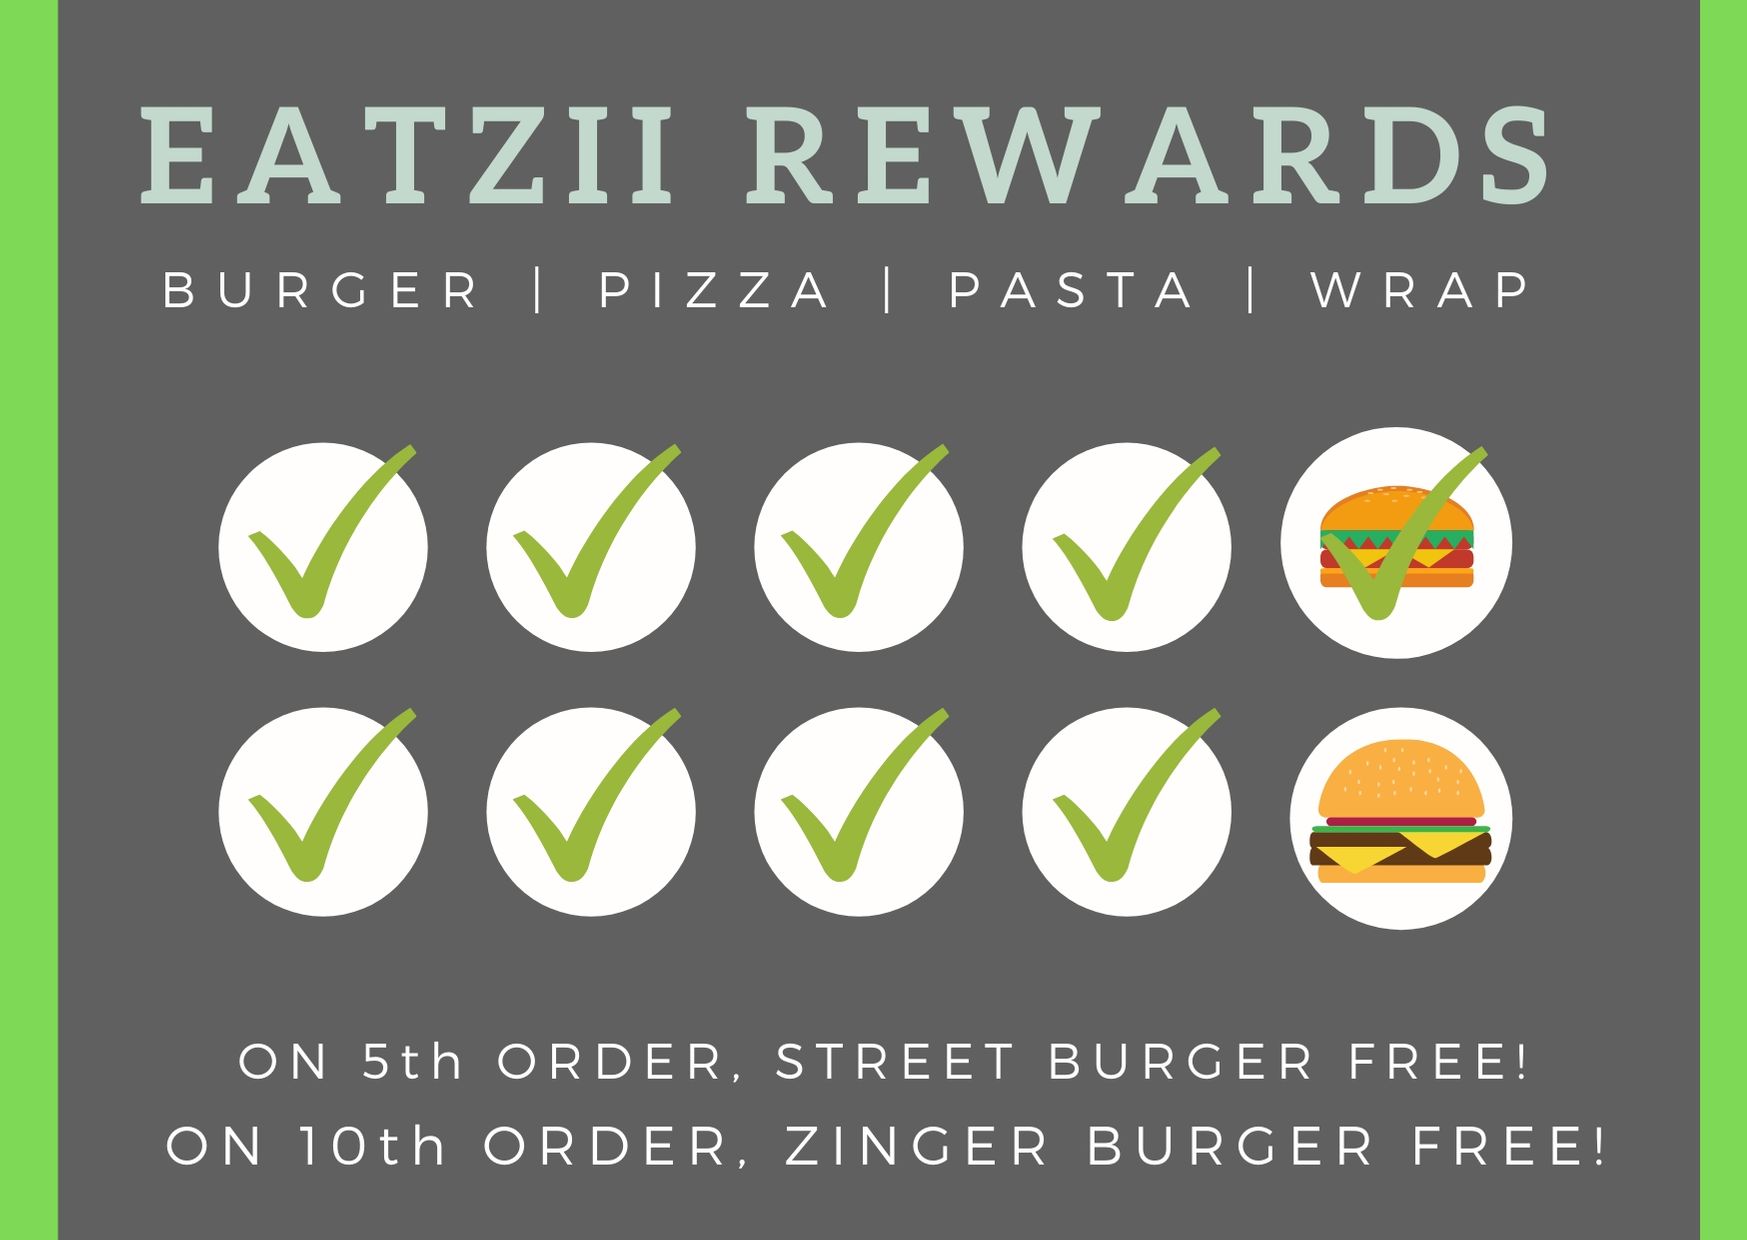 EATZII REWARDS
BURGER | PIZZA | PASTA | WRAP
ON 5th ORDER, STREET BURGER FREE!
ON 10th ORDER, ZINGER BURGER FREE!